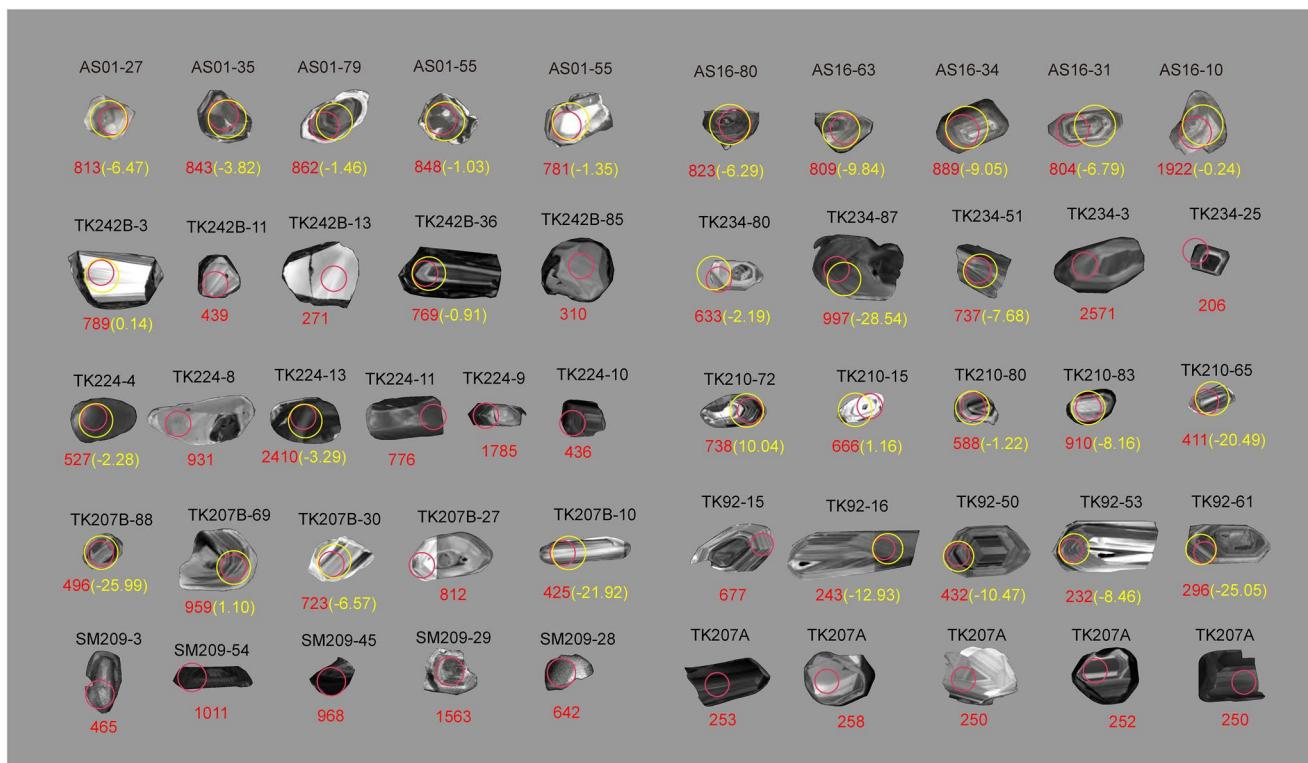 AS01-27 AS01-35 AS01-79 AS01-55 AS01-55 AS16-80 AS16-63 AS16-34 AS16-31 AS16-10
813(-6.47) 843(-3.82) 862(-1.46) 848(-1.03) 781(-1.35) 823(-6.29) 809(-9.84) 889(-9.05) 804(-6.79) 1922(-0.24)
TK242B-3 TK242B-11 TK242B-13 TK242B-36 TK242B-85 TK234-80 TK234-87 TK234-51 TK234-3 TK234-25
789(0.14) 439 271 769(-0.91) 310 633(-2.19) 997(-28.54) 737(-7.68) 2571 206
TK224-4 TK224-8 TK224-13 TK224-11 TK224-9 TK224-10 TK210-72 TK210-15 TK210-80 TK210-83 TK210-65
527(-2.28) 931 2410(-3.29) 776 1785 436 738(10.04) 666(1.16) 588(-1.22) 910(-8.16) 411(-20.49)
TK207B-88 TK207B-69 TK207B-30 TK207B-27 TK207B-10 TK92-15 TK92-16 TK92-50 TK92-53 TK92-61
496(-25.99) 959(1.10) 723(-6.57) 812 425(-21.92) 677 243(-12.93) 432(-10.47) 232(-8.46) 296(-25.05)
SM209-3 SM209-54 SM209-45 SM209-29 SM209-28 TK207A TK207A TK207A TK207A TK207A
465 1011 968 1563 642 253 258 250 252 250